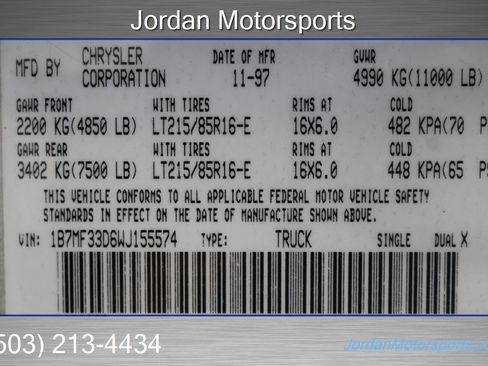 Jordan Motorsports
MFD BY CHRYSLER CORPORATION DATE OF MFR 11-97 GVWR 4990 KG(11000 LB)
GAWR FRONT WITH TIRES RIMS AT COLD
2200 KG(4850 LB) LT215/85R16-E 16X6.0 482 KPA(70 P
GAWR REAR WITH TIRES RIMS AT COLD
3402 KG(7500 LB) LT215/85R16-E 16X6.0 448 KPA(65 PS
THIS VEHICLE CONFORMS TO ALL APPLICABLE FEDERAL MOTOR VEHICLE SAFETY
STANDARDS IN EFFECT ON THE DATE OF MANUFACTURE SHOWN ABOVE.
VIN: 1B7MF33D6WJ155574 TYPE: TRUCK SINGLE DUAL X
503) 213-4434
JordanMotorsports.